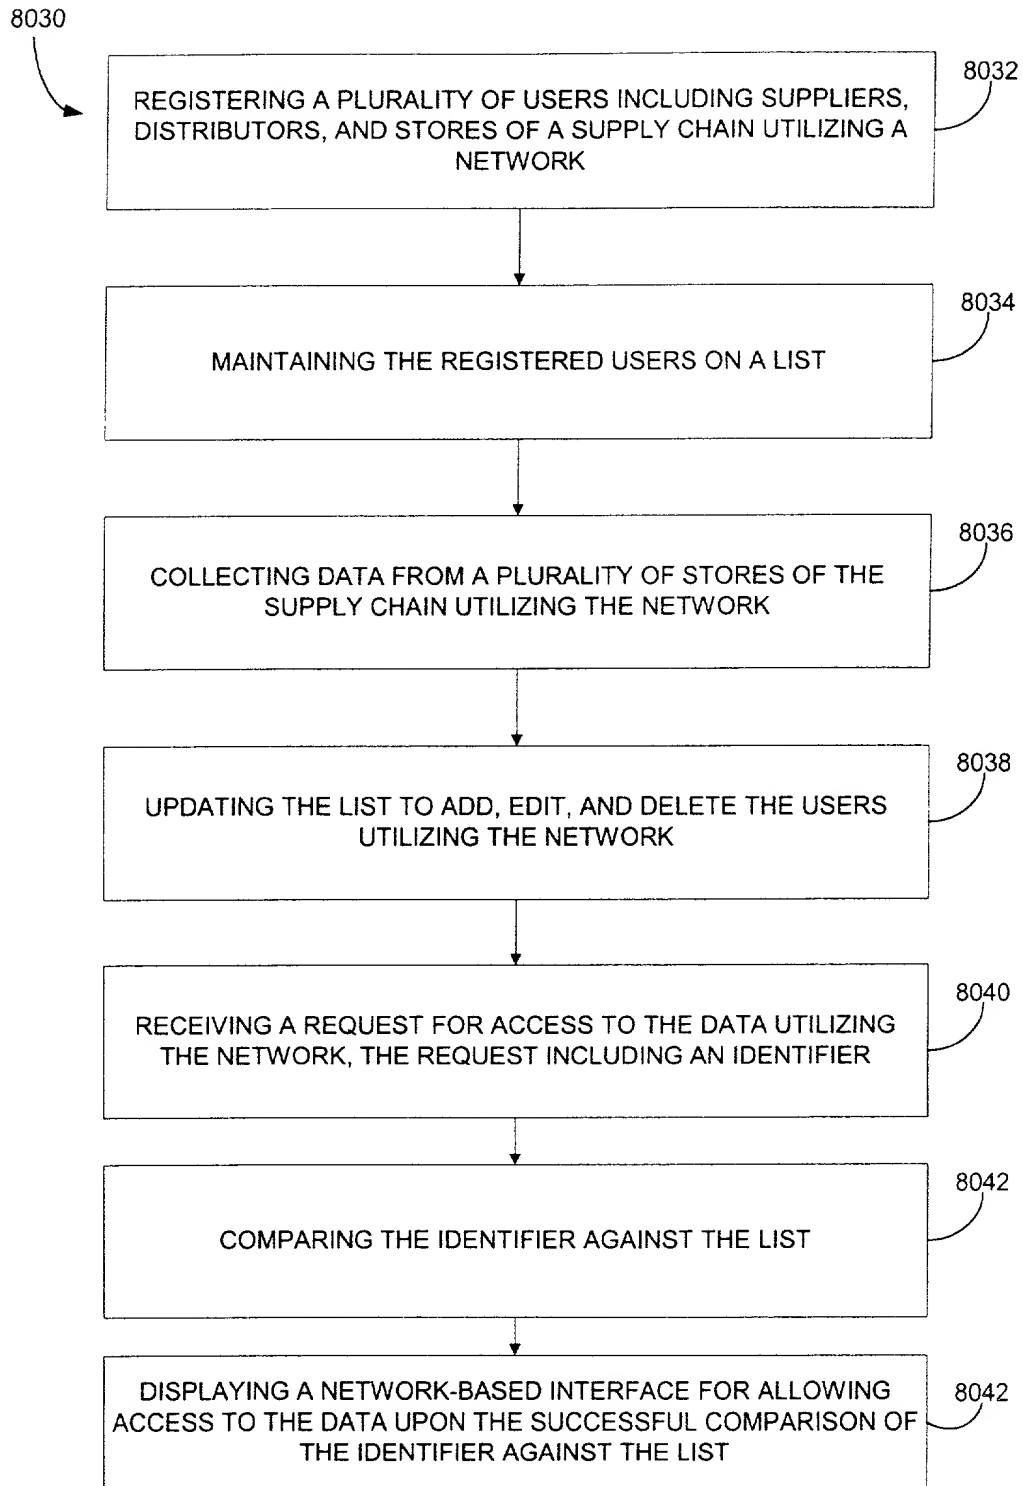 8030
8032
REGISTERING A PLURALITY OF USERS INCLUDING SUPPLIERS,
DISTRIBUTORS, AND STORES OF A SUPPLY CHAIN UTILIZING A
NETWORK
8034
MAINTAINING THE REGISTERED USERS ON A LIST
8036
COLLECTING DATA FROM A PLURALITY OF STORES OF THE
SUPPLY CHAIN UTILIZING THE NETWORK
8038
UPDATING THE LIST TO ADD, EDIT, AND DELETE THE USERS
UTILIZING THE NETWORK
8040
RECEIVING A REQUEST FOR ACCESS TO THE DATA UTILIZING
THE NETWORK, THE REQUEST INCLUDING AN IDENTIFIER
8042
COMPARING THE IDENTIFIER AGAINST THE LIST
8042
DISPLAYING A NETWORK-BASED INTERFACE FOR ALLOWING
ACCESS TO THE DATA UPON THE SUCCESSFUL COMPARISON OF
THE IDENTIFIER AGAINST THE LIST